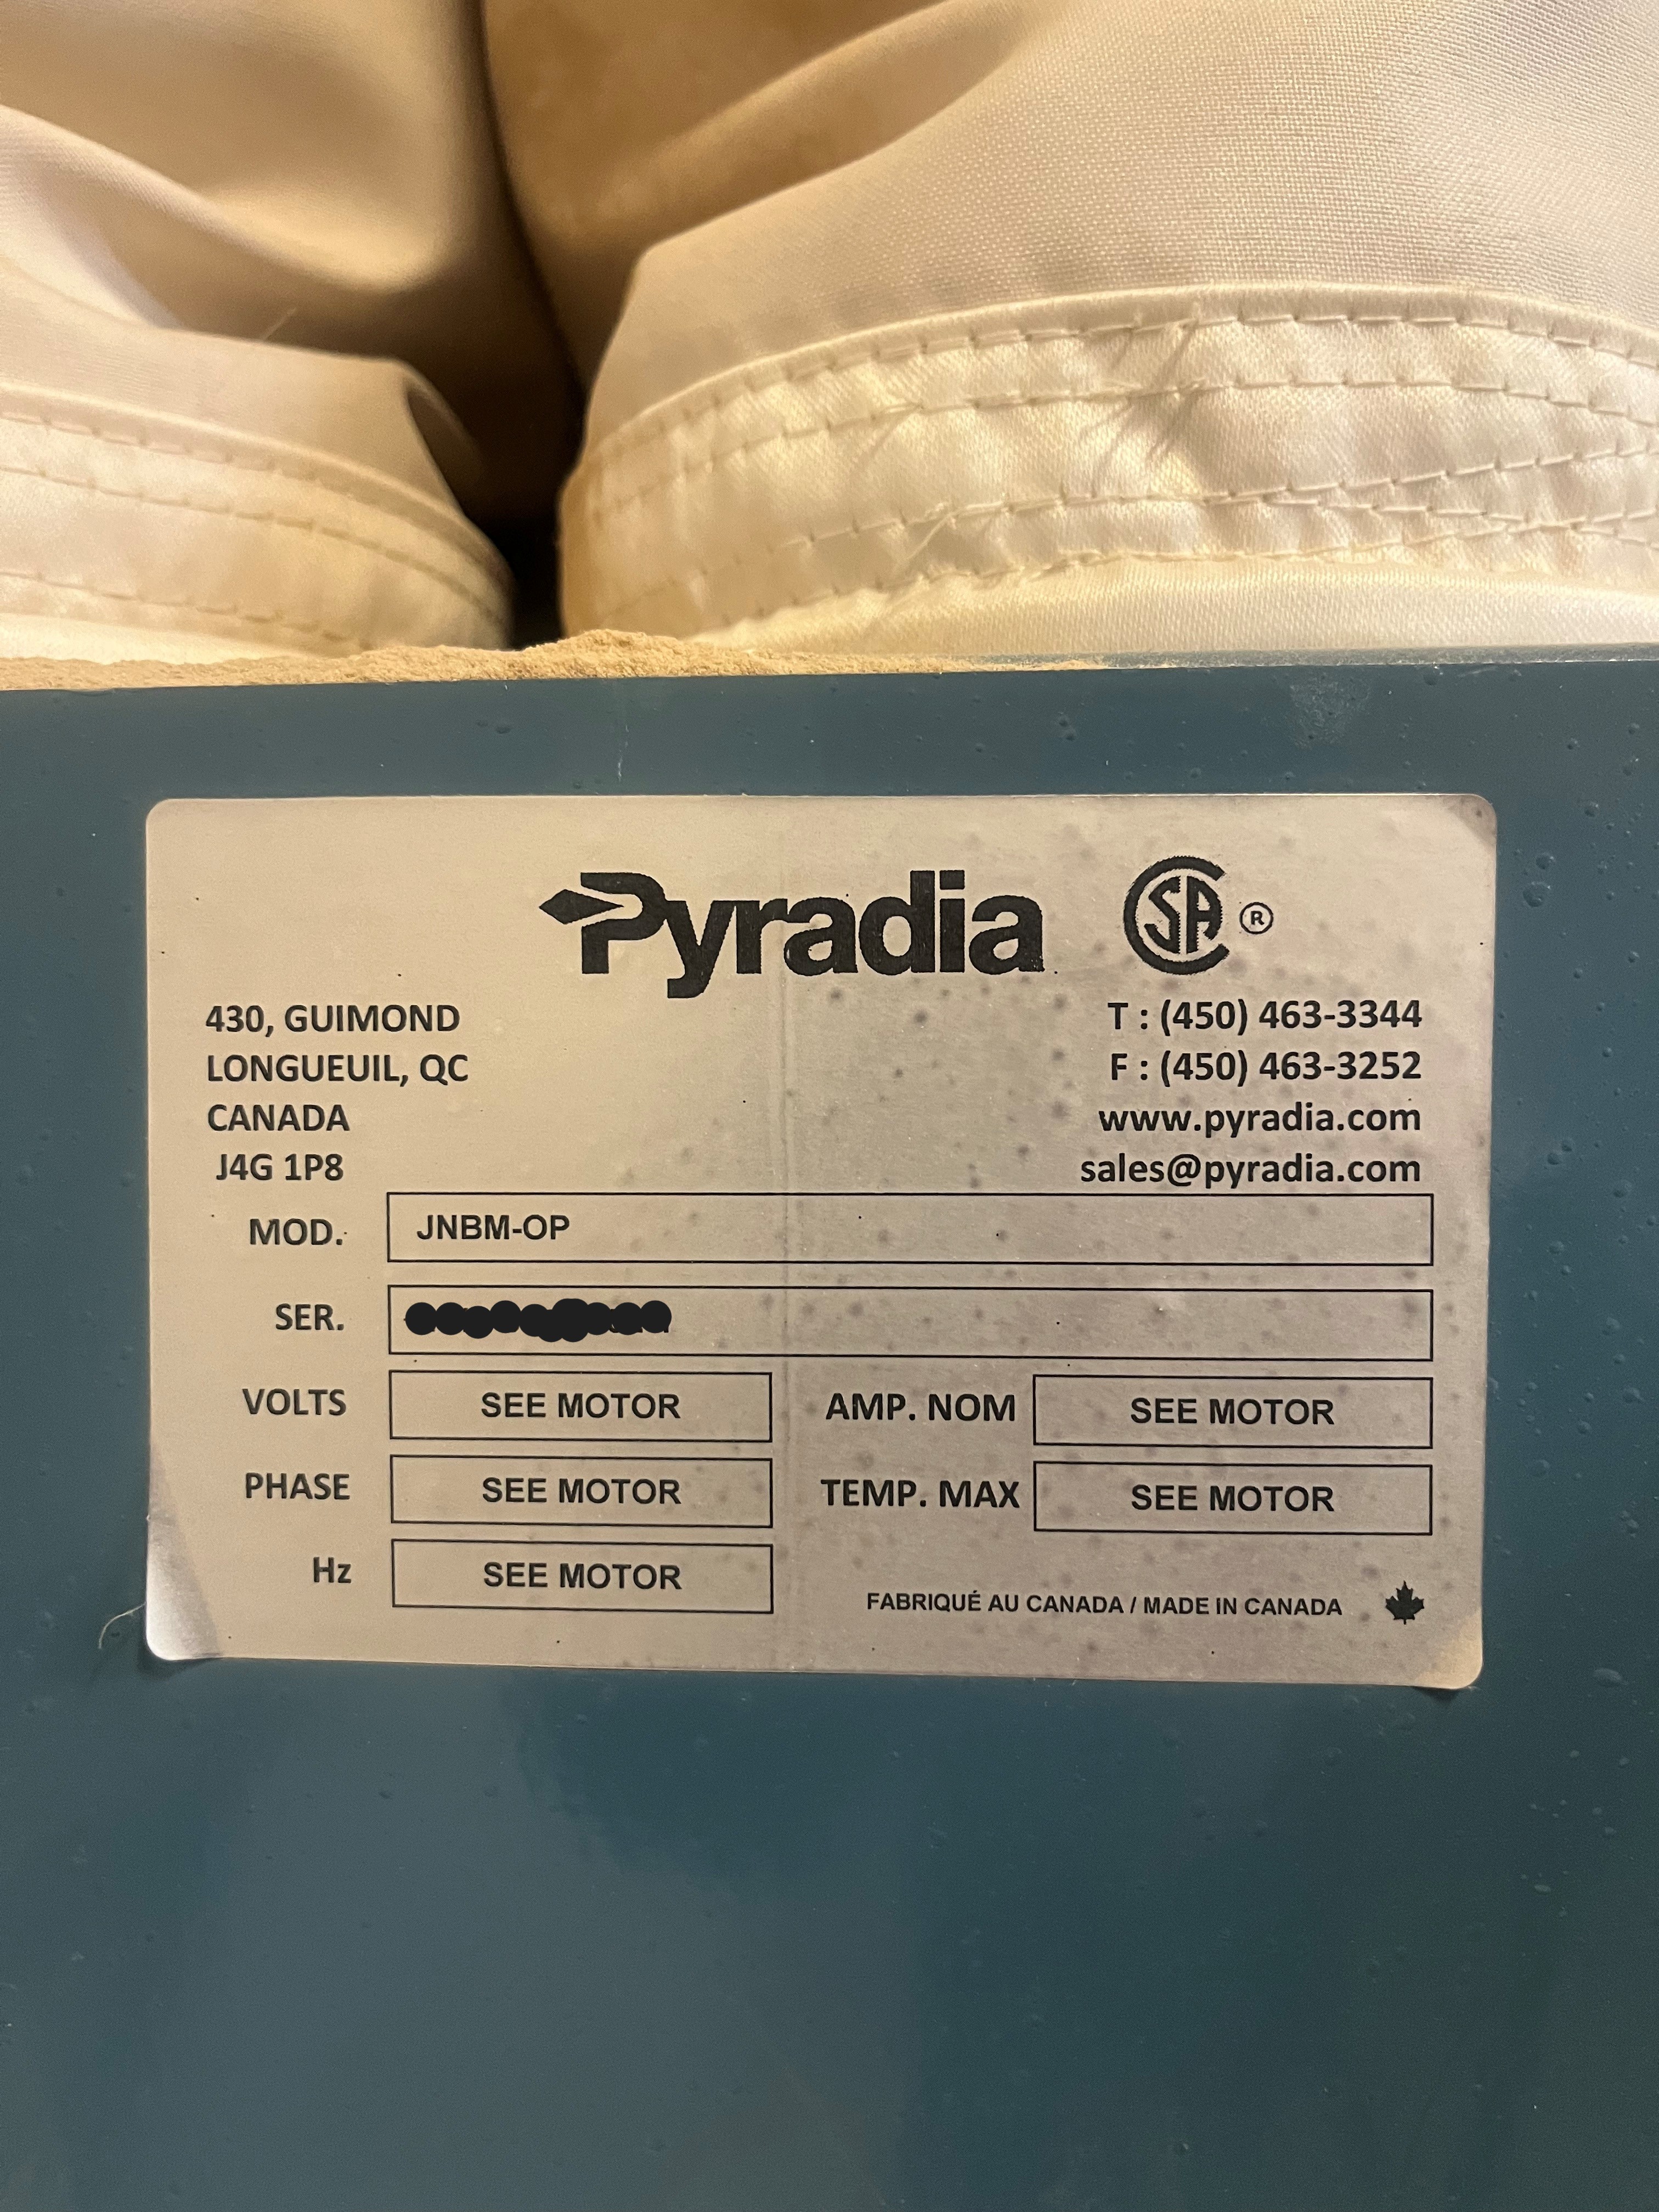 Pyradia CSA ®
430, GUIMOND
LONGUEUIL, QC
CANADA
J4G 1P8
T : (450) 463-3344
F : (450) 463-3252
www.pyradia.com
sales@pyradia.com
MOD. JNBM-OP
SER.
VOLTS SEE MOTOR AMP. NOM SEE MOTOR
PHASE SEE MOTOR TEMP. MAX SEE MOTOR
Hz SEE MOTOR
FABRIQUÉ AU CANADA / MADE IN CANADA